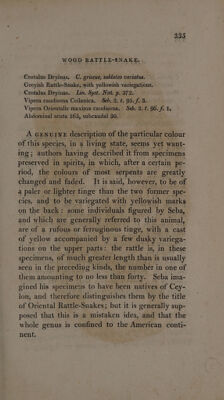 335
WOOD RATTLE-SNAKE.
Crotalus Dryinas. C. griseus, subluteo variatus.
Greyish Rattle-Snake, with yellowish variegations.
Crotalus Dryinas. Lin. Syst. Nat. p. 372.
Vipera caudisona Ceilanica. Seb. 2. t. 95. f. 3.
Vipera Orientalis maxima caudisona. Seb. 2. t. 95. f. 1.
Abdominal scuta 165, subcaudal 30.
A GENUINE description of the particular colour
of this species, in a living state, seems yet want-
ing; authors having described it from specimens
preserved in spirits, in which, after a certain pe-
riod, the colours of most serpents are greatly
changed and faded. It is said, however, to be of
a paler or lighter tinge than the two former spe-
cies, and to be variegated with yellowish marks
on the back: some individuals figured by Seba,
and which are generally referred to this animal,
are of a rufous or ferruginous tinge, with a cast
of yellow accompanied by a few dusky variega-
tions on the upper parts: the rattle is, in these
specimens, of much greater length than is usually
seen in the preceding kinds, the number in one of
them amounting to no less than forty. Seba ima-
gined his specimens to have been natives of Cey-
lon, and therefore distinguishes them by the title
of Oriental Rattle-Snakes; but it is generally sup-
posed that this is a mistaken idea, and that the
whole genus is confined to the American conti-
nent.